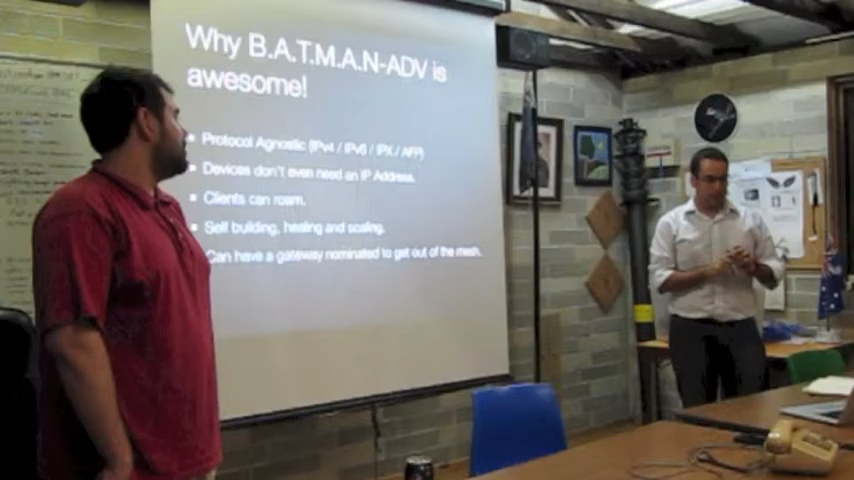 Why B.A.T.M.A.N-ADV is
awesome!
Protocol Agnostic (IPv4 / IPv6 / IPX / AFP)
Devices don't even need an IP Address.
Clients can roam.
Self building, healing and scaling.
Can have a gateway nominated to get out of the mesh.